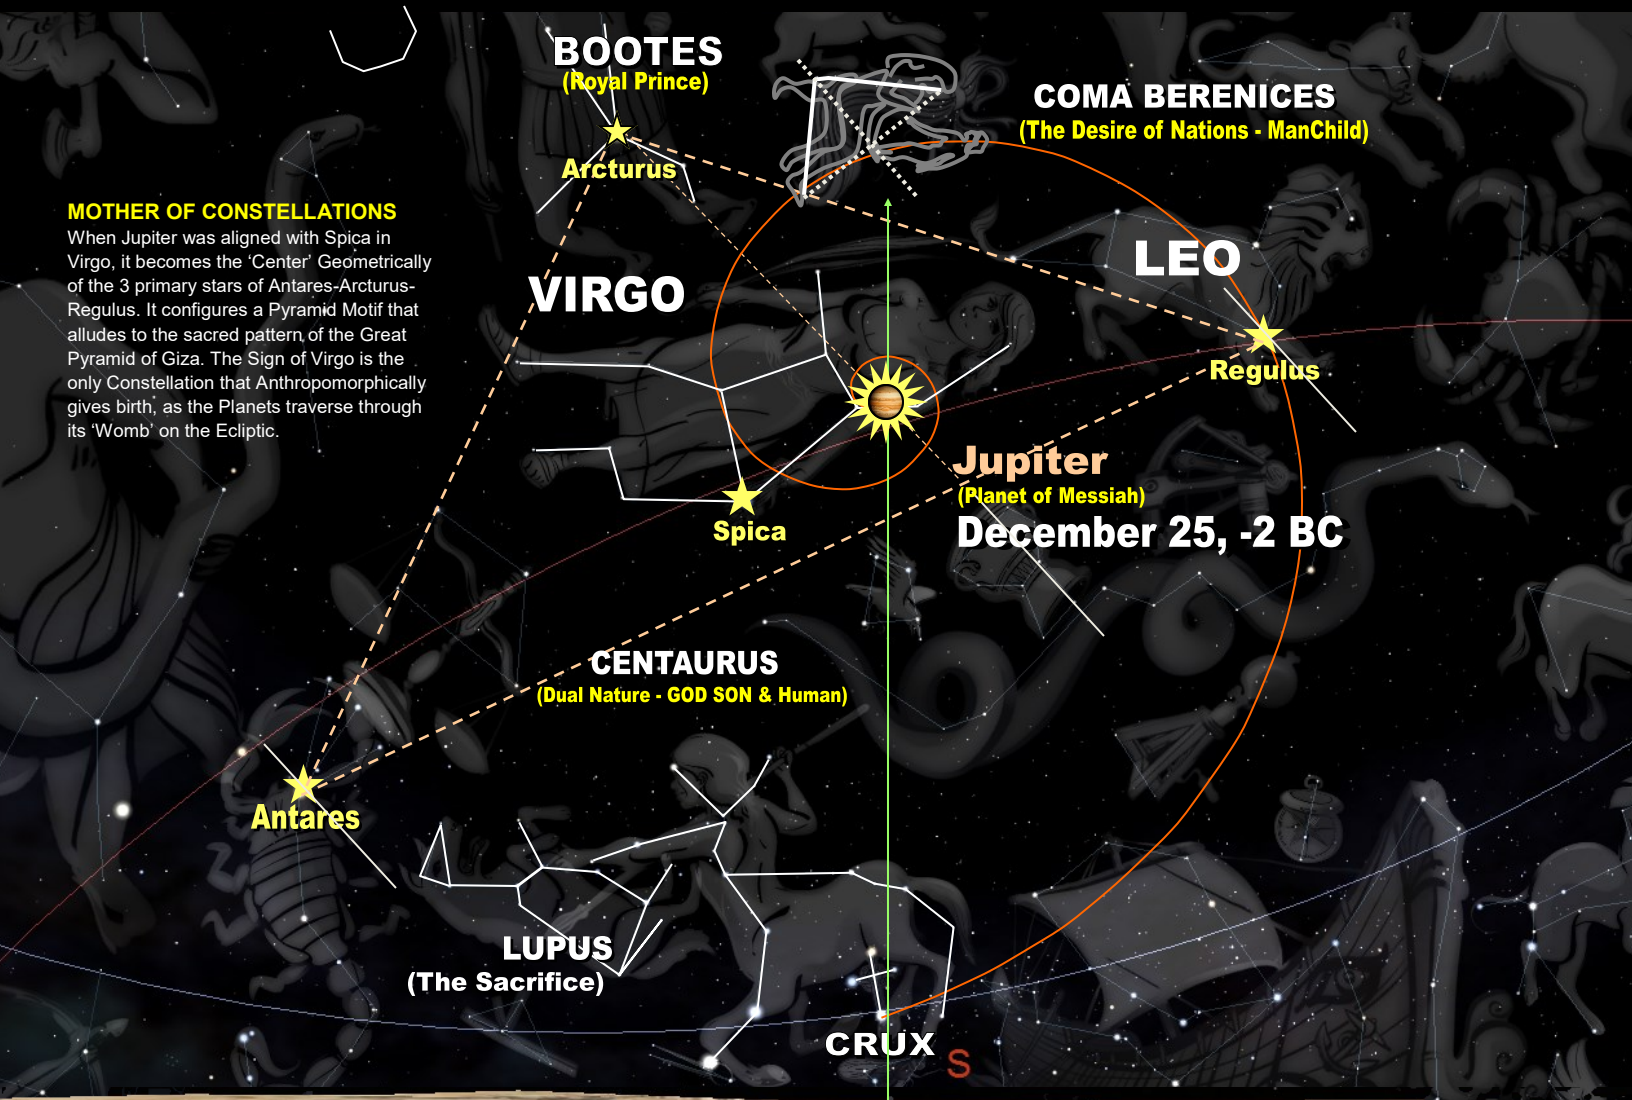 BOOTES
(Royal Prince)
Arcturus
COMA BERENICES
(The Desire of Nations - ManChild)
MOTHER OF CONSTELLATIONS
When Jupiter was aligned with Spica in
Virgo, it becomes the ‘Center’ Geometrically
of the 3 primary stars of Antares-Arcturus-
Regulus. It configures a Pyramid Motif that
alludes to the sacred pattern of the Great
Pyramid of Giza. The Sign of Virgo is the
only Constellation that Anthropomorphically
gives birth, as the Planets traverse through
its ‘Womb’ on the Ecliptic.
VIRGO
LEO
Regulus
Jupiter
(Planet of Messiah)
December 25, -2 BC
Spica
CENTAURUS
(Dual Nature - GOD SON & Human)
Antares
LUPUS
(The Sacrifice)
CRUX
S